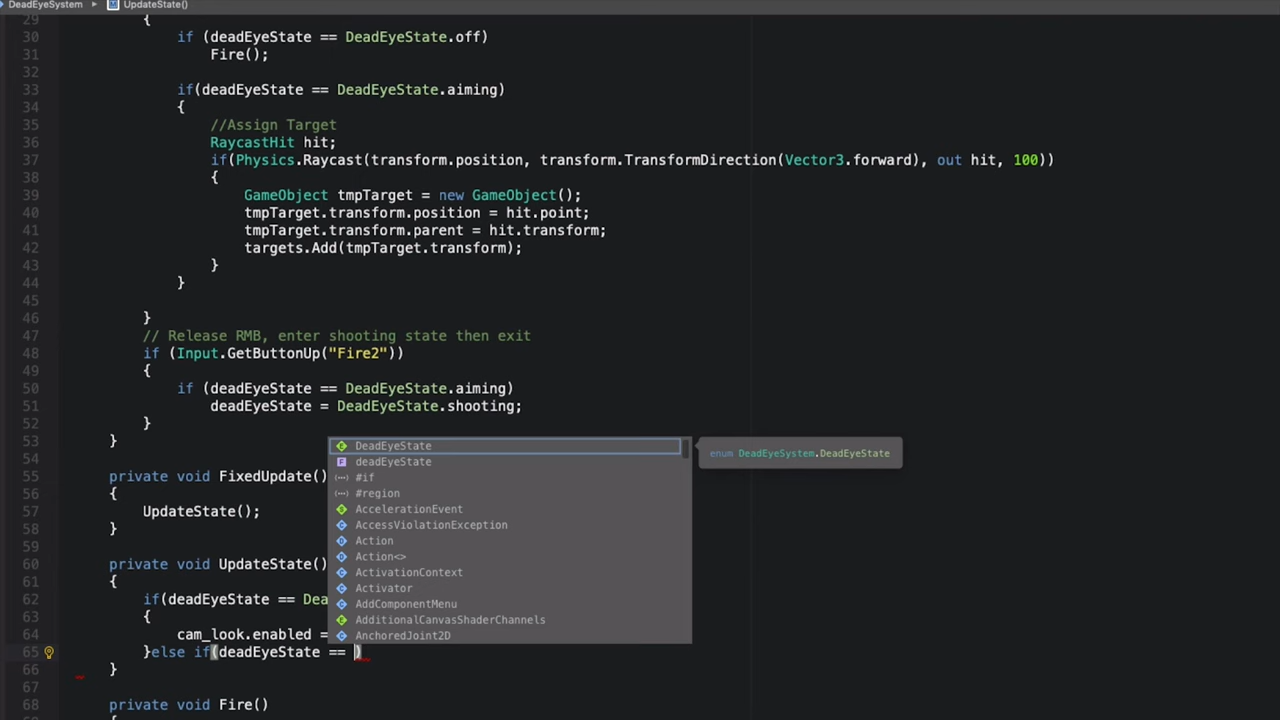 DeadEyeSystem ▸ M UpdateState()
29 {
30 if (deadEyeState == DeadEyeState.off)
31 Fire();
32
33 if(deadEyeState == DeadEyeState.aiming)
34 {
35 //Assign Target
36 RaycastHit hit;
37 if(Physics.Raycast(transform.position, transform.TransformDirection(Vector3.forward), out hit, 100))
38 {
39 GameObject tmpTarget = new GameObject();
40 tmpTarget.transform.position = hit.point;
41 tmpTarget.transform.parent = hit.transform;
42 targets.Add(tmpTarget.transform);
43 }
44 }
45
46 }
47 // Release RMB, enter shooting state then exit
48 if (Input.GetButtonUp("Fire2"))
49 {
50 if (deadEyeState == DeadEyeState.aiming)
51 deadEyeState = DeadEyeState.shooting;
52 }
53 }
54
55 private void FixedUpdate()
56 {
57 UpdateState();
58 }
59
60 private void UpdateState()
61 {
62 if(deadEyeState == Dea
63 {
64 cam_look.enabled =
65 }else if(deadEyeState == )
66 }
67
68 private void Fire()
E DeadEyeState
F deadEyeState
(···) #if
(···) #region
S AccelerationEvent
C AccessViolationException
D Action
D Action<>
C ActivationContext
C Activator
C AddComponentMenu
E AdditionalCanvasShaderChannels
C AnchoredJoint2D
enum DeadEyeSystem.DeadEyeState